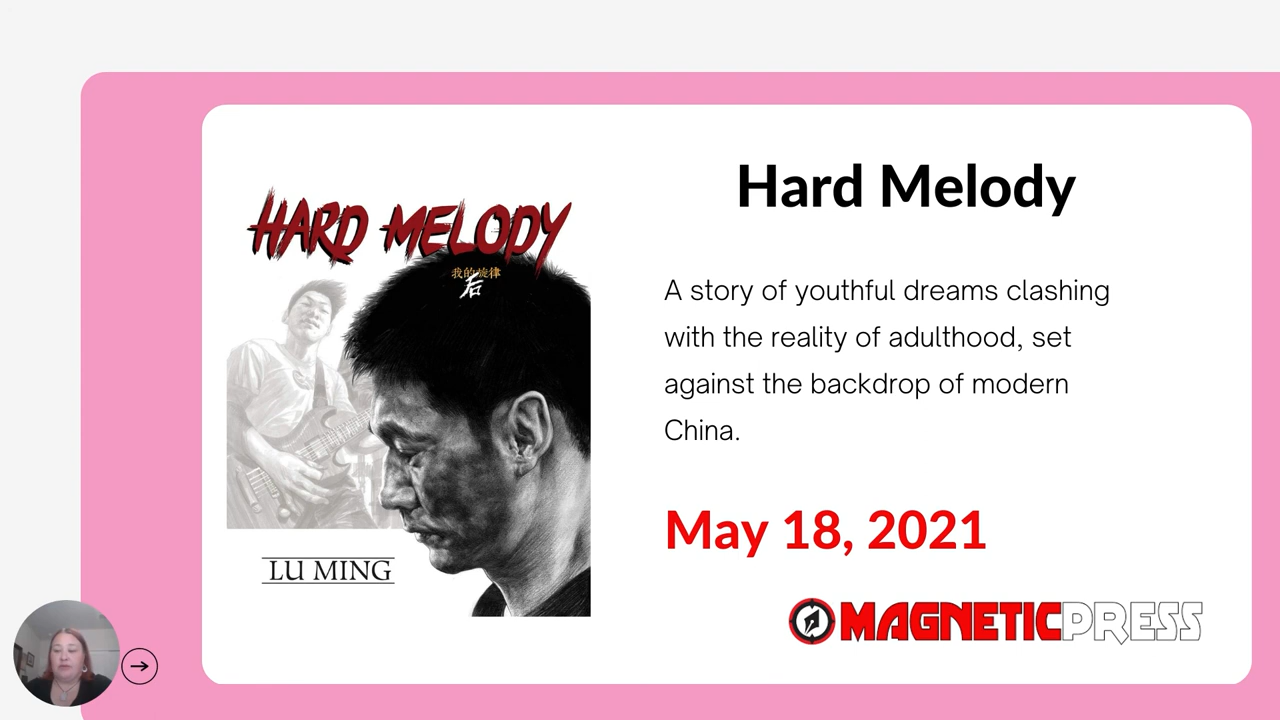 HARD MELODY
我的旋律
后
LU MING
Hard Melody
A story of youthful dreams clashing
with the reality of adulthood, set
against the backdrop of modern
China.
May 18, 2021
MAGNETICPRESS